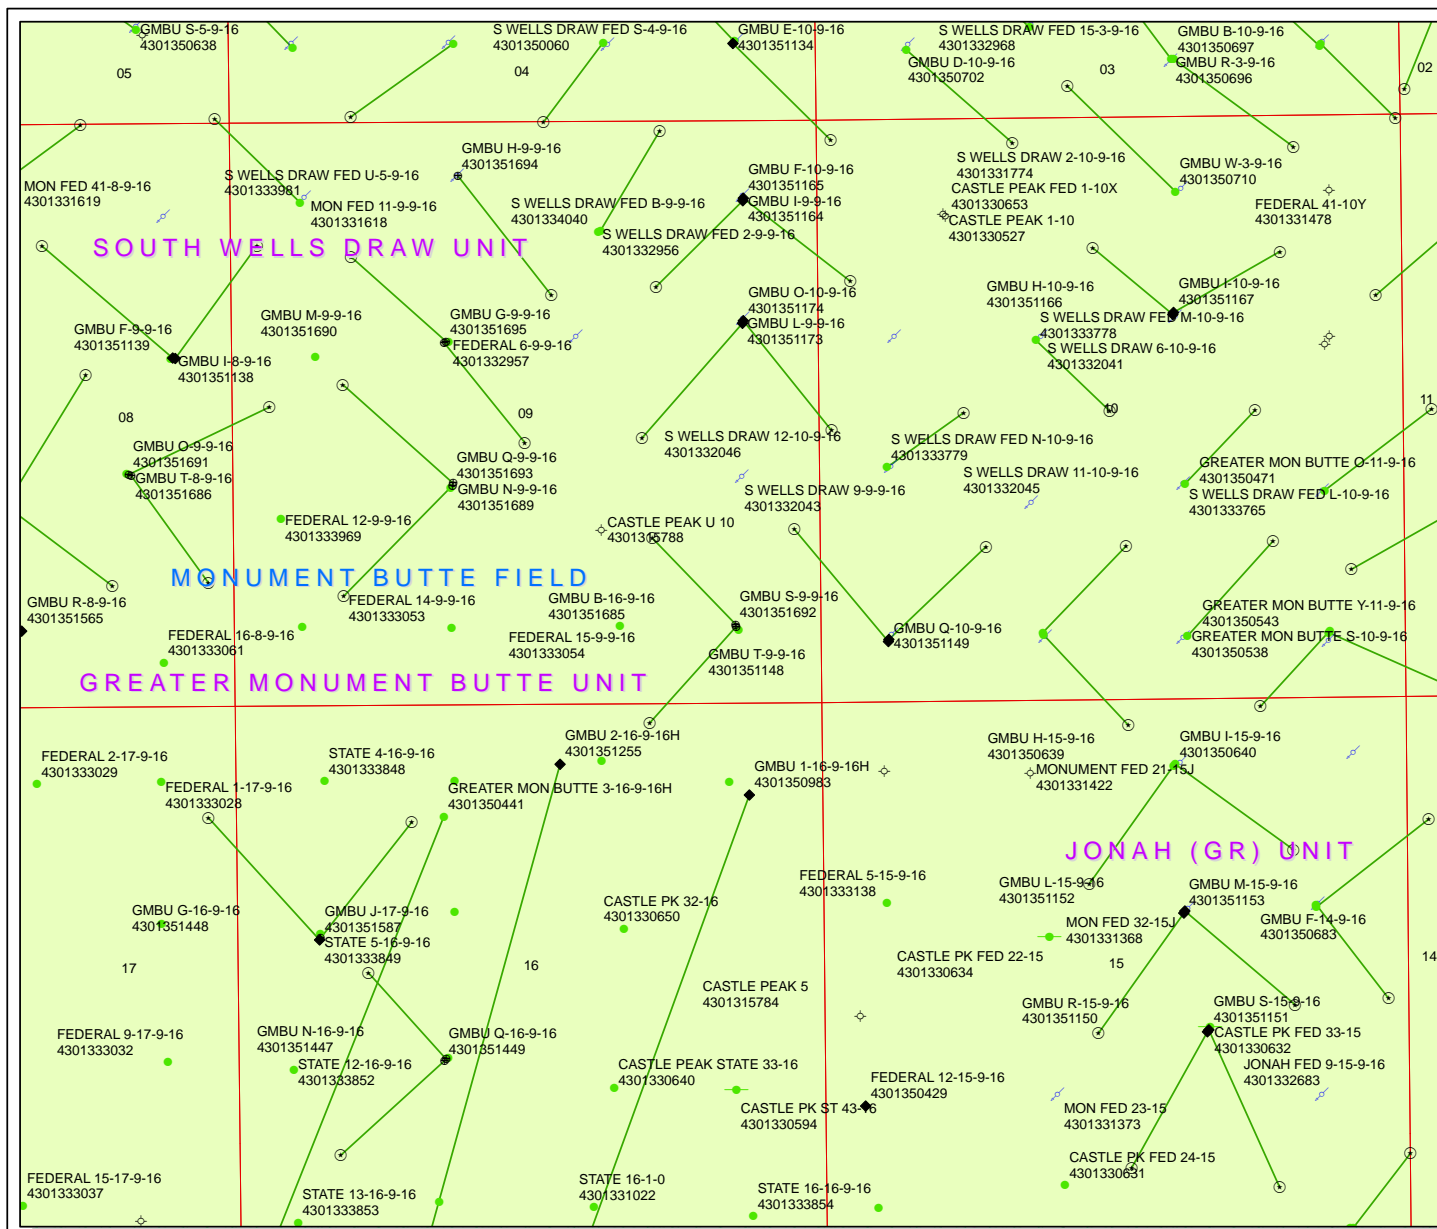 GMBU S-5-9-16
4301350638
S WELLS DRAW FED S-4-9-16
4301350060
GMBU E-10-9-16
4301351134
S WELLS DRAW FED 15-3-9-16
4301332968
GMBU D-10-9-16
4301350702
GMBU B-10-9-16
4301350697
GMBU R-3-9-16
4301350696
05
04
03
02
GMBU H-9-9-16
4301351694
S WELLS DRAW FED U-5-9-16
4301333981
MON FED 41-8-9-16
4301331619
MON FED 11-9-9-16
4301331618
S WELLS DRAW FED B-9-9-16
4301334040
S WELLS DRAW FED 2-9-9-16
4301332956
GMBU F-10-9-16
4301351165
GMBU I-9-9-16
4301351164
S WELLS DRAW 2-10-9-16
4301331774
CASTLE PEAK FED 1-10X
4301330653
CASTLE PEAK 1-10
4301330527
GMBU W-3-9-16
4301350710
FEDERAL 41-10Y
4301331478
SOUTH WELLS DRAW UNIT
GMBU F-9-9-16
4301351139
GMBU I-8-9-16
4301351138
GMBU M-9-9-16
4301351690
GMBU G-9-9-16
4301351695
FEDERAL 6-9-9-16
4301332957
GMBU O-10-9-16
4301351174
GMBU L-9-9-16
4301351173
GMBU H-10-9-16
4301351166
GMBU I-10-9-16
4301351167
S WELLS DRAW FED M-10-9-16
4301333778
S WELLS DRAW 6-10-9-16
4301332041
08
09
10
11
GMBU O-9-9-16
4301351691
GMBU T-8-9-16
4301351686
GMBU Q-9-9-16
4301351693
GMBU N-9-9-16
4301351689
S WELLS DRAW 12-10-9-16
4301332046
S WELLS DRAW FED N-10-9-16
4301333779
S WELLS DRAW 11-10-9-16
4301332045
S WELLS DRAW 9-9-9-16
4301332043
GREATER MON BUTTE O-11-9-16
4301350471
S WELLS DRAW FED L-10-9-16
4301333765
FEDERAL 12-9-9-16
4301333969
CASTLE PEAK U 10
4301315788
MONUMENT BUTTE FIELD
GMBU R-8-9-16
4301351565
FEDERAL 16-8-9-16
4301333061
FEDERAL 14-9-9-16
4301333053
GMBU B-16-9-16
4301351685
FEDERAL 15-9-9-16
4301333054
GMBU S-9-9-16
4301351692
GMBU T-9-9-16
4301351148
GMBU Q-10-9-16
4301351149
GREATER MON BUTTE Y-11-9-16
4301350543
GREATER MON BUTTE S-10-9-16
4301350538
GREATER MONUMENT BUTTE UNIT
FEDERAL 2-17-9-16
4301333029
FEDERAL 1-17-9-16
4301333028
STATE 4-16-9-16
4301333848
GREATER MON BUTTE 3-16-9-16H
4301350441
GMBU 2-16-9-16H
4301351255
GMBU 1-16-9-16H
4301350983
GMBU H-15-9-16
4301350639
MONUMENT FED 21-15J
4301331422
GMBU I-15-9-16
4301350640
JONAH (GR) UNIT
GMBU G-16-9-16
4301351448
GMBU J-17-9-16
4301351587
STATE 5-16-9-16
4301333849
CASTLE PK 32-16
4301330650
FEDERAL 5-15-9-16
4301333138
GMBU L-15-9-16
4301351152
GMBU M-15-9-16
4301351153
MON FED 32-15J
4301331368
GMBU F-14-9-16
4301350683
CASTLE PK FED 22-15
4301330634
17
16
15
14
CASTLE PEAK 5
4301315784
GMBU R-15-9-16
4301351150
GMBU S-15-9-16
4301351151
CASTLE PK FED 33-15
4301330632
FEDERAL 9-17-9-16
4301333032
GMBU N-16-9-16
4301351447
STATE 12-16-9-16
4301333852
GMBU Q-16-9-16
4301351449
CASTLE PEAK STATE 33-16
4301330640
CASTLE PK ST 43-16
4301330594
FEDERAL 12-15-9-16
4301350429
JONAH FED 9-15-9-16
4301332683
MON FED 23-15
4301331373
CASTLE PK FED 24-15
4301330631
FEDERAL 15-17-9-16
4301333037
STATE 13-16-9-16
4301333853
STATE 16-1-0
4301331022
STATE 16-16-9-16
4301333854